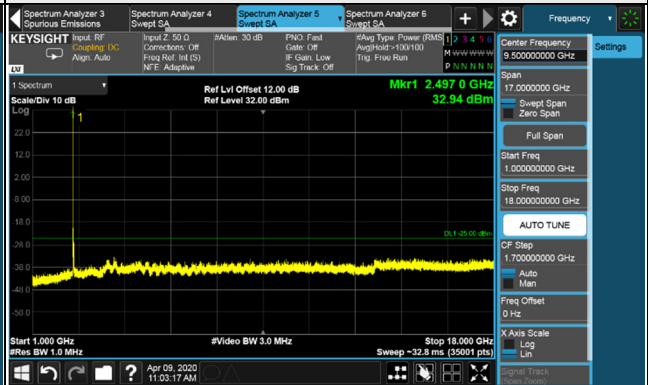 Spectrum Analyzer 3
Spurious Emissions
Spectrum Analyzer 4
Swept SA
Spectrum Analyzer 5
Swept SA
Spectrum Analyzer 6
Swept SA
+
Frequency
KEYSIGHT
Input: RF
Coupling: DC
Align: Auto
Input Z: 50 Ω
Corrections: Off
Freq Ref: Int (S)
NFE: Adaptive
#Atten: 30 dB
PNO: Fast
Gate: Off
IF Gain: Low
Sig Track: Off
#Avg Type: Power (RMS
Avg|Hold:>100/100
Trig: Free Run
1 2 3 4 5 6
M W W W W W W
P N N N N N
LXI
1 Spectrum
Scale/Div 10 dB
Log
Ref Lvl Offset 12.00 dB
Ref Level 32.00 dBm
Mkr1 2.497 0 GHz
32.94 dBm
1
22.0
12.0
2.00
-8.00
-18.0
-28.0
-38.0
-48.0
-58.0
DL1 -25.00 dBm
Start 1.000 GHz
#Res BW 1.0 MHz
#Video BW 3.0 MHz
Stop 18.000 GHz
Sweep ~32.8 ms (35001 pts)
Apr 09, 2020
11:03:17 AM
?
Center Frequency
9.500000000 GHz
Settings
Span
17.0000000 GHz
Swept Span
Zero Span
Full Span
Start Freq
1.000000000 GHz
Stop Freq
18.000000000 GHz
AUTO TUNE
CF Step
1.700000000 GHz
Auto
Man
Freq Offset
0 Hz
X Axis Scale
Log
Lin
Signal Track
(Span Zoom)